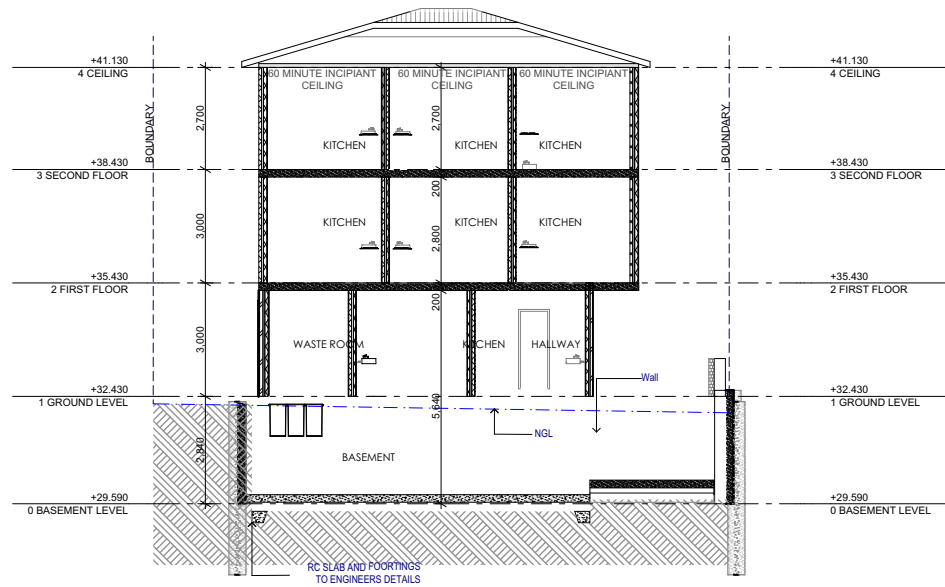 +41.130
4 CEILING
60 MINUTE INCIPIANT
CEILING
60 MINUTE INCIPIANT
CEILING
60 MINUTE INCIPIANT
CEILING
+41.130
4 CEILING
BOUNDARY
2,700
2,700
BOUNDARY
KITCHEN
KITCHEN
KITCHEN
+38.430
3 SECOND FLOOR
200
+38.430
3 SECOND FLOOR
3,000
KITCHEN
2,800
KITCHEN
KITCHEN
+35.430
2 FIRST FLOOR
200
+35.430
2 FIRST FLOOR
3,000
WASTE ROOM
KITCHEN
HALLWAY
Wall
+32.430
1 GROUND LEVEL
5,640
+32.430
1 GROUND LEVEL
NGL
2,840
BASEMENT
+29.590
0 BASEMENT LEVEL
+29.590
0 BASEMENT LEVEL
RC SLAB AND FOORTINGS
TO ENGINEERS DETAILS